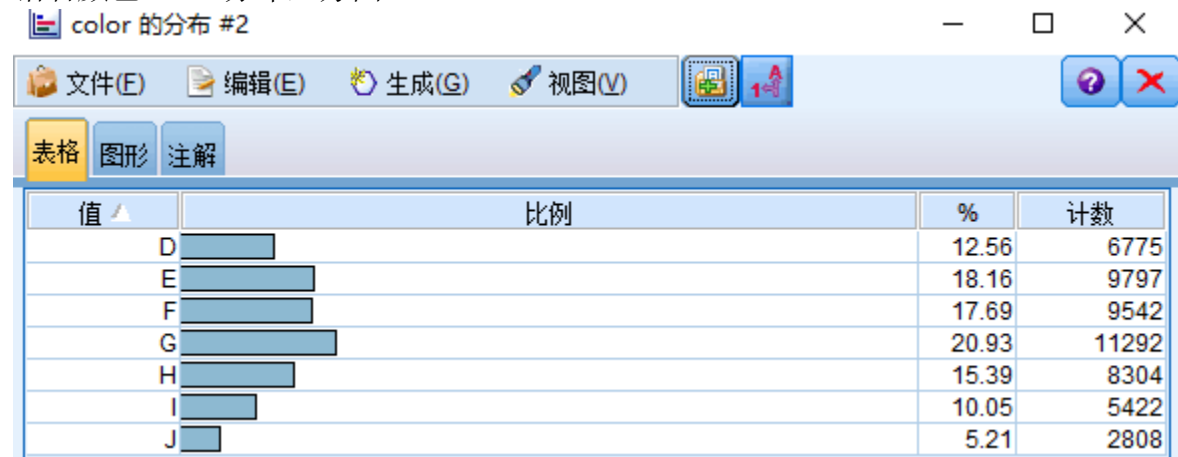 color 的分布 #2
文件(F) 编辑(E) 生成(G) 视图(V)
表格 图形 注解
值 比例 % 计数
D 12.56 6775
E 18.16 9797
F 17.69 9542
G 20.93 11292
H 15.39 8304
I 10.05 5422
J 5.21 2808